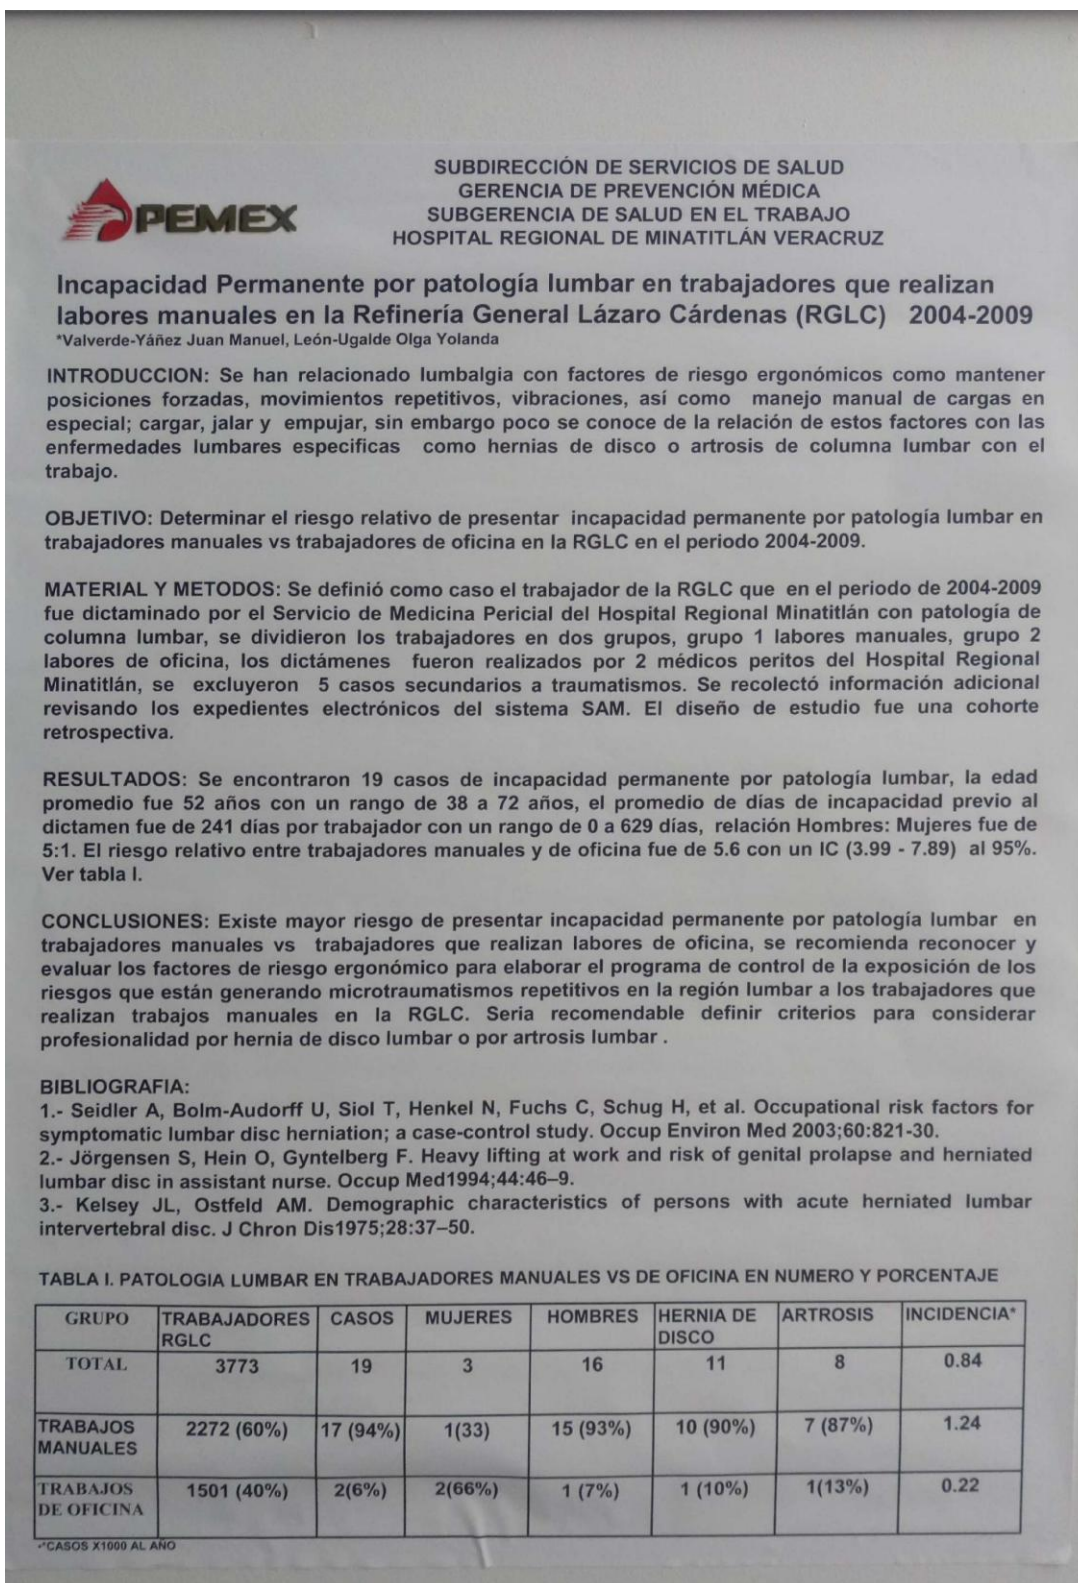 PEMEX
SUBDIRECCIÓN DE SERVICIOS DE SALUD
GERENCIA DE PREVENCIÓN MÉDICA
SUBGERENCIA DE SALUD EN EL TRABAJO
HOSPITAL REGIONAL DE MINATITLÁN VERACRUZ
Incapacidad Permanente por patología lumbar en trabajadores que realizan
labores manuales en la Refinería General Lázaro Cárdenas (RGLC) 2004-2009
*Valverde-Yáñez Juan Manuel, León-Ugalde Olga Yolanda
INTRODUCCION: Se han relacionado lumbalgia con factores de riesgo ergonómicos como mantener
posiciones forzadas, movimientos repetitivos, vibraciones, así como manejo manual de cargas en
especial; cargar, jalar y empujar, sin embargo poco se conoce de la relación de estos factores con las
enfermedades lumbares especificas como hernias de disco o artrosis de columna lumbar con el
trabajo.
OBJETIVO: Determinar el riesgo relativo de presentar incapacidad permanente por patología lumbar en
trabajadores manuales vs trabajadores de oficina en la RGLC en el periodo 2004-2009.
MATERIAL Y METODOS: Se definió como caso el trabajador de la RGLC que en el periodo de 2004-2009
fue dictaminado por el Servicio de Medicina Pericial del Hospital Regional Minatitlán con patología de
columna lumbar, se dividieron los trabajadores en dos grupos, grupo 1 labores manuales, grupo 2
labores de oficina, los dictámenes fueron realizados por 2 médicos peritos del Hospital Regional
Minatitlán, se excluyeron 5 casos secundarios a traumatismos. Se recolectó información adicional
revisando los expedientes electrónicos del sistema SAM. El diseño de estudio fue una cohorte
retrospectiva.
RESULTADOS: Se encontraron 19 casos de incapacidad permanente por patología lumbar, la edad
promedio fue 52 años con un rango de 38 a 72 años, el promedio de días de incapacidad previo al
dictamen fue de 241 días por trabajador con un rango de 0 a 629 días, relación Hombres: Mujeres fue de
5:1. El riesgo relativo entre trabajadores manuales y de oficina fue de 5.6 con un IC (3.99 - 7.89) al 95%.
Ver tabla I.
CONCLUSIONES: Existe mayor riesgo de presentar incapacidad permanente por patología lumbar en
trabajadores manuales vs trabajadores que realizan labores de oficina, se recomienda reconocer y
evaluar los factores de riesgo ergonómico para elaborar el programa de control de la exposición de los
riesgos que están generando microtraumatismos repetitivos en la región lumbar a los trabajadores que
realizan trabajos manuales en la RGLC. Seria recomendable definir criterios para considerar
profesionalidad por hernia de disco lumbar o por artrosis lumbar .
BIBLIOGRAFIA:
1.- Seidler A, Bolm-Audorff U, Siol T, Henkel N, Fuchs C, Schug H, et al. Occupational risk factors for
symptomatic lumbar disc herniation; a case-control study. Occup Environ Med 2003;60:821-30.
2.- Jörgensen S, Hein O, Gyntelberg F. Heavy lifting at work and risk of genital prolapse and herniated
lumbar disc in assistant nurse. Occup Med1994;44:46–9.
3.- Kelsey JL, Ostfeld AM. Demographic characteristics of persons with acute herniated lumbar
intervertebral disc. J Chron Dis1975;28:37–50.
TABLA I. PATOLOGIA LUMBAR EN TRABAJADORES MANUALES VS DE OFICINA EN NUMERO Y PORCENTAJE
GRUPO TRABAJADORES RGLC CASOS MUJERES HOMBRES HERNIA DE DISCO ARTROSIS INCIDENCIA*
TOTAL 3773 19 3 16 11 8 0.84
TRABAJOS MANUALES 2272 (60%) 17 (94%) 1(33) 15 (93%) 10 (90%) 7 (87%) 1.24
TRABAJOS DE OFICINA 1501 (40%) 2(6%) 2(66%) 1 (7%) 1 (10%) 1(13%) 0.22
-*CASOS X1000 AL AÑO